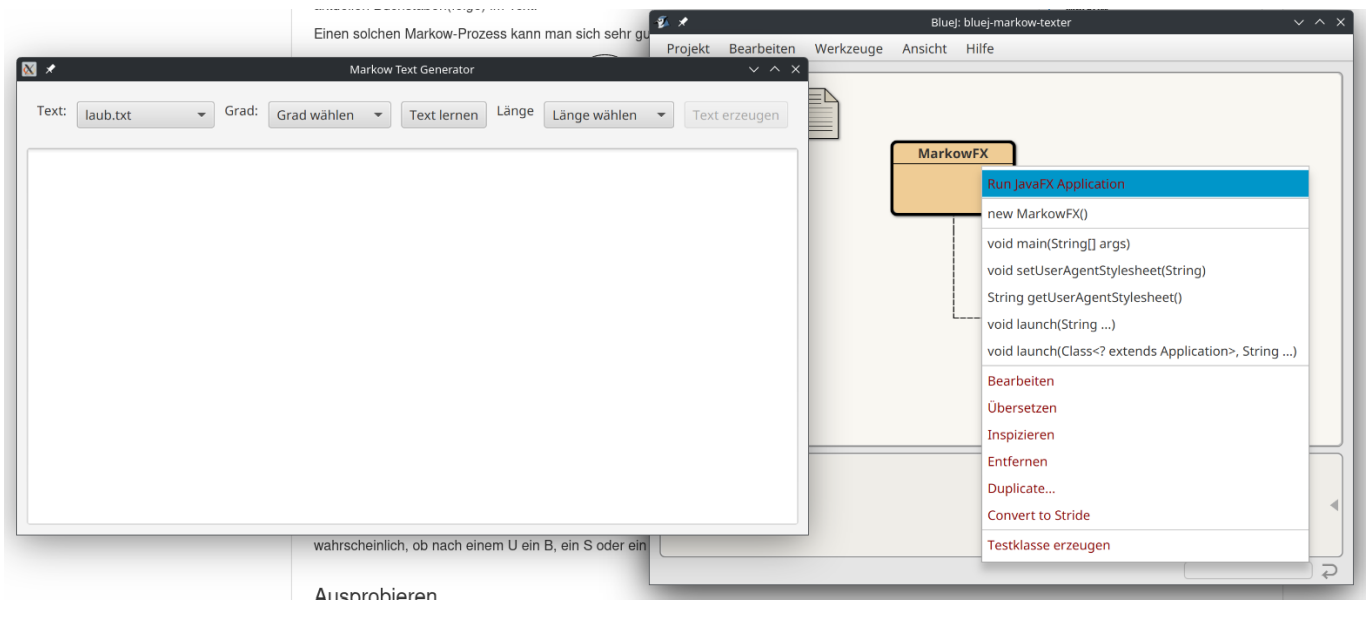 Einen solchen Markow-Prozess kann man sich sehr gu
BlueJ: bluej-markow-texter
Projekt Bearbeiten Werkzeuge Ansicht Hilfe
Markow Text Generator
Text: laub.txt Grad: Grad wählen Text lernen Länge Länge wählen Text erzeugen
MarkowFX
Run JavaFX Application
new MarkowFX()
void main(String[] args)
void setUserAgentStylesheet(String)
String getUserAgentStylesheet()
void launch(String ...)
void launch(Class<? extends Application>, String ...)
Bearbeiten
Übersetzen
Inspizieren
Entfernen
Duplicate...
Convert to Stride
Testklasse erzeugen
wahrscheinlich, ob nach einem U ein B, ein S oder ein
Ausprobieren